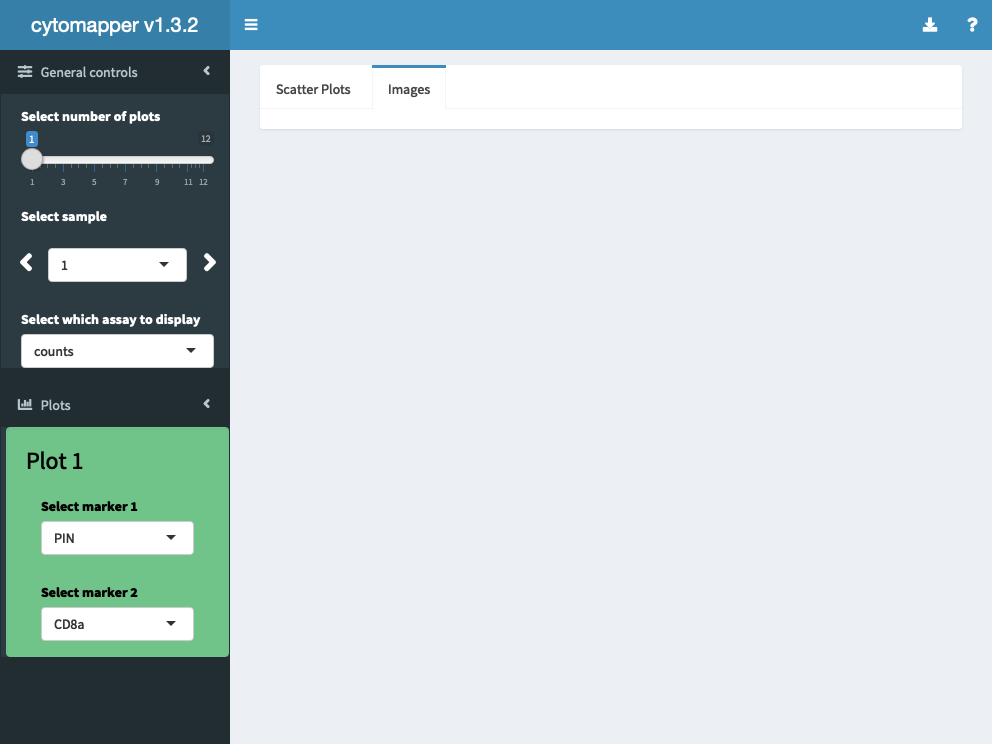 cytomapper v1.3.2
?
General controls
Scatter Plots
Images
Select number of plots
1
12
1 3 5 7 9 11 12
Select sample
1
Select which assay to display
counts
Plots
Plot 1
Select marker 1
PIN
Select marker 2
CD8a